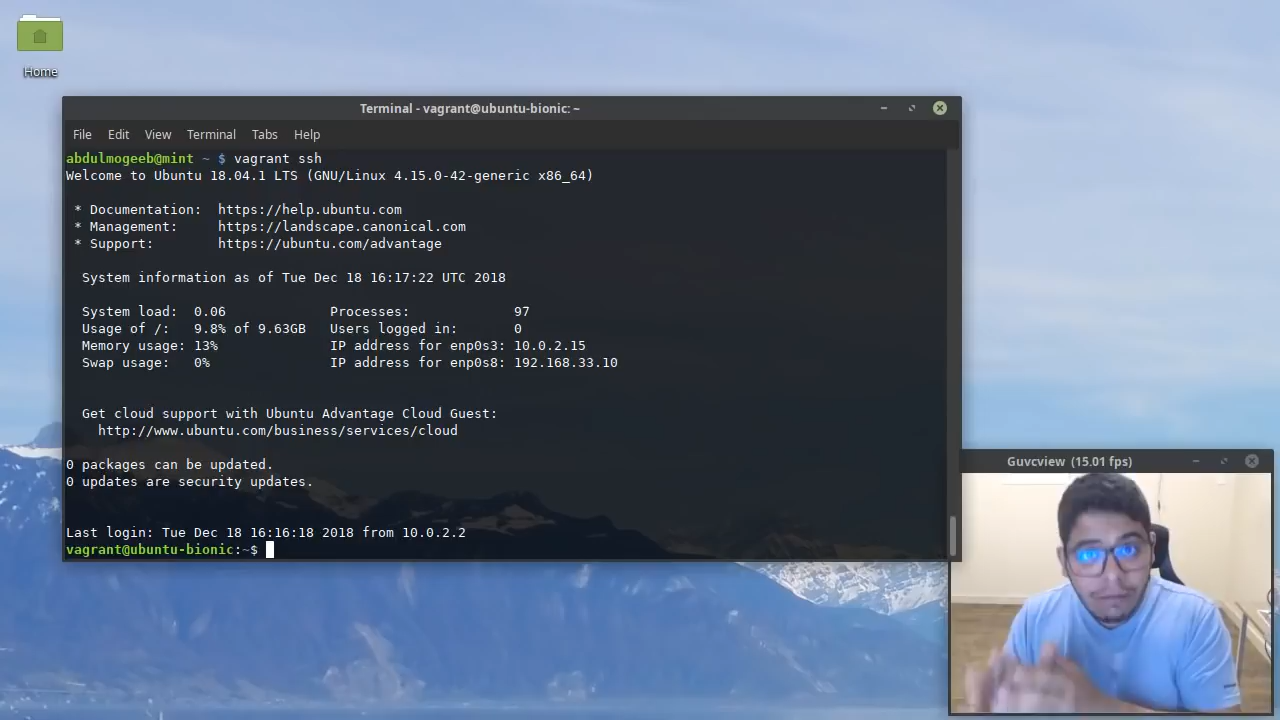 Home
Terminal - vagrant@ubuntu-bionic: ~
File Edit View Terminal Tabs Help
abdulmogeeb@mint ~ $ vagrant ssh
Welcome to Ubuntu 18.04.1 LTS (GNU/Linux 4.15.0-42-generic x86_64)
* Documentation:  https://help.ubuntu.com
* Management:     https://landscape.canonical.com
* Support:        https://ubuntu.com/advantage
System information as of Tue Dec 18 16:17:22 UTC 2018
System load:  0.06             Processes:             97
Usage of /:   9.8% of 9.63GB   Users logged in:       0
Memory usage: 13%              IP address for enp0s3: 10.0.2.15
Swap usage:   0%               IP address for enp0s8: 192.168.33.10
Get cloud support with Ubuntu Advantage Cloud Guest:
http://www.ubuntu.com/business/services/cloud
0 packages can be updated.
0 updates are security updates.
Last login: Tue Dec 18 16:16:18 2018 from 10.0.2.2
vagrant@ubuntu-bionic:~$
Guvcview (15.01 fps)